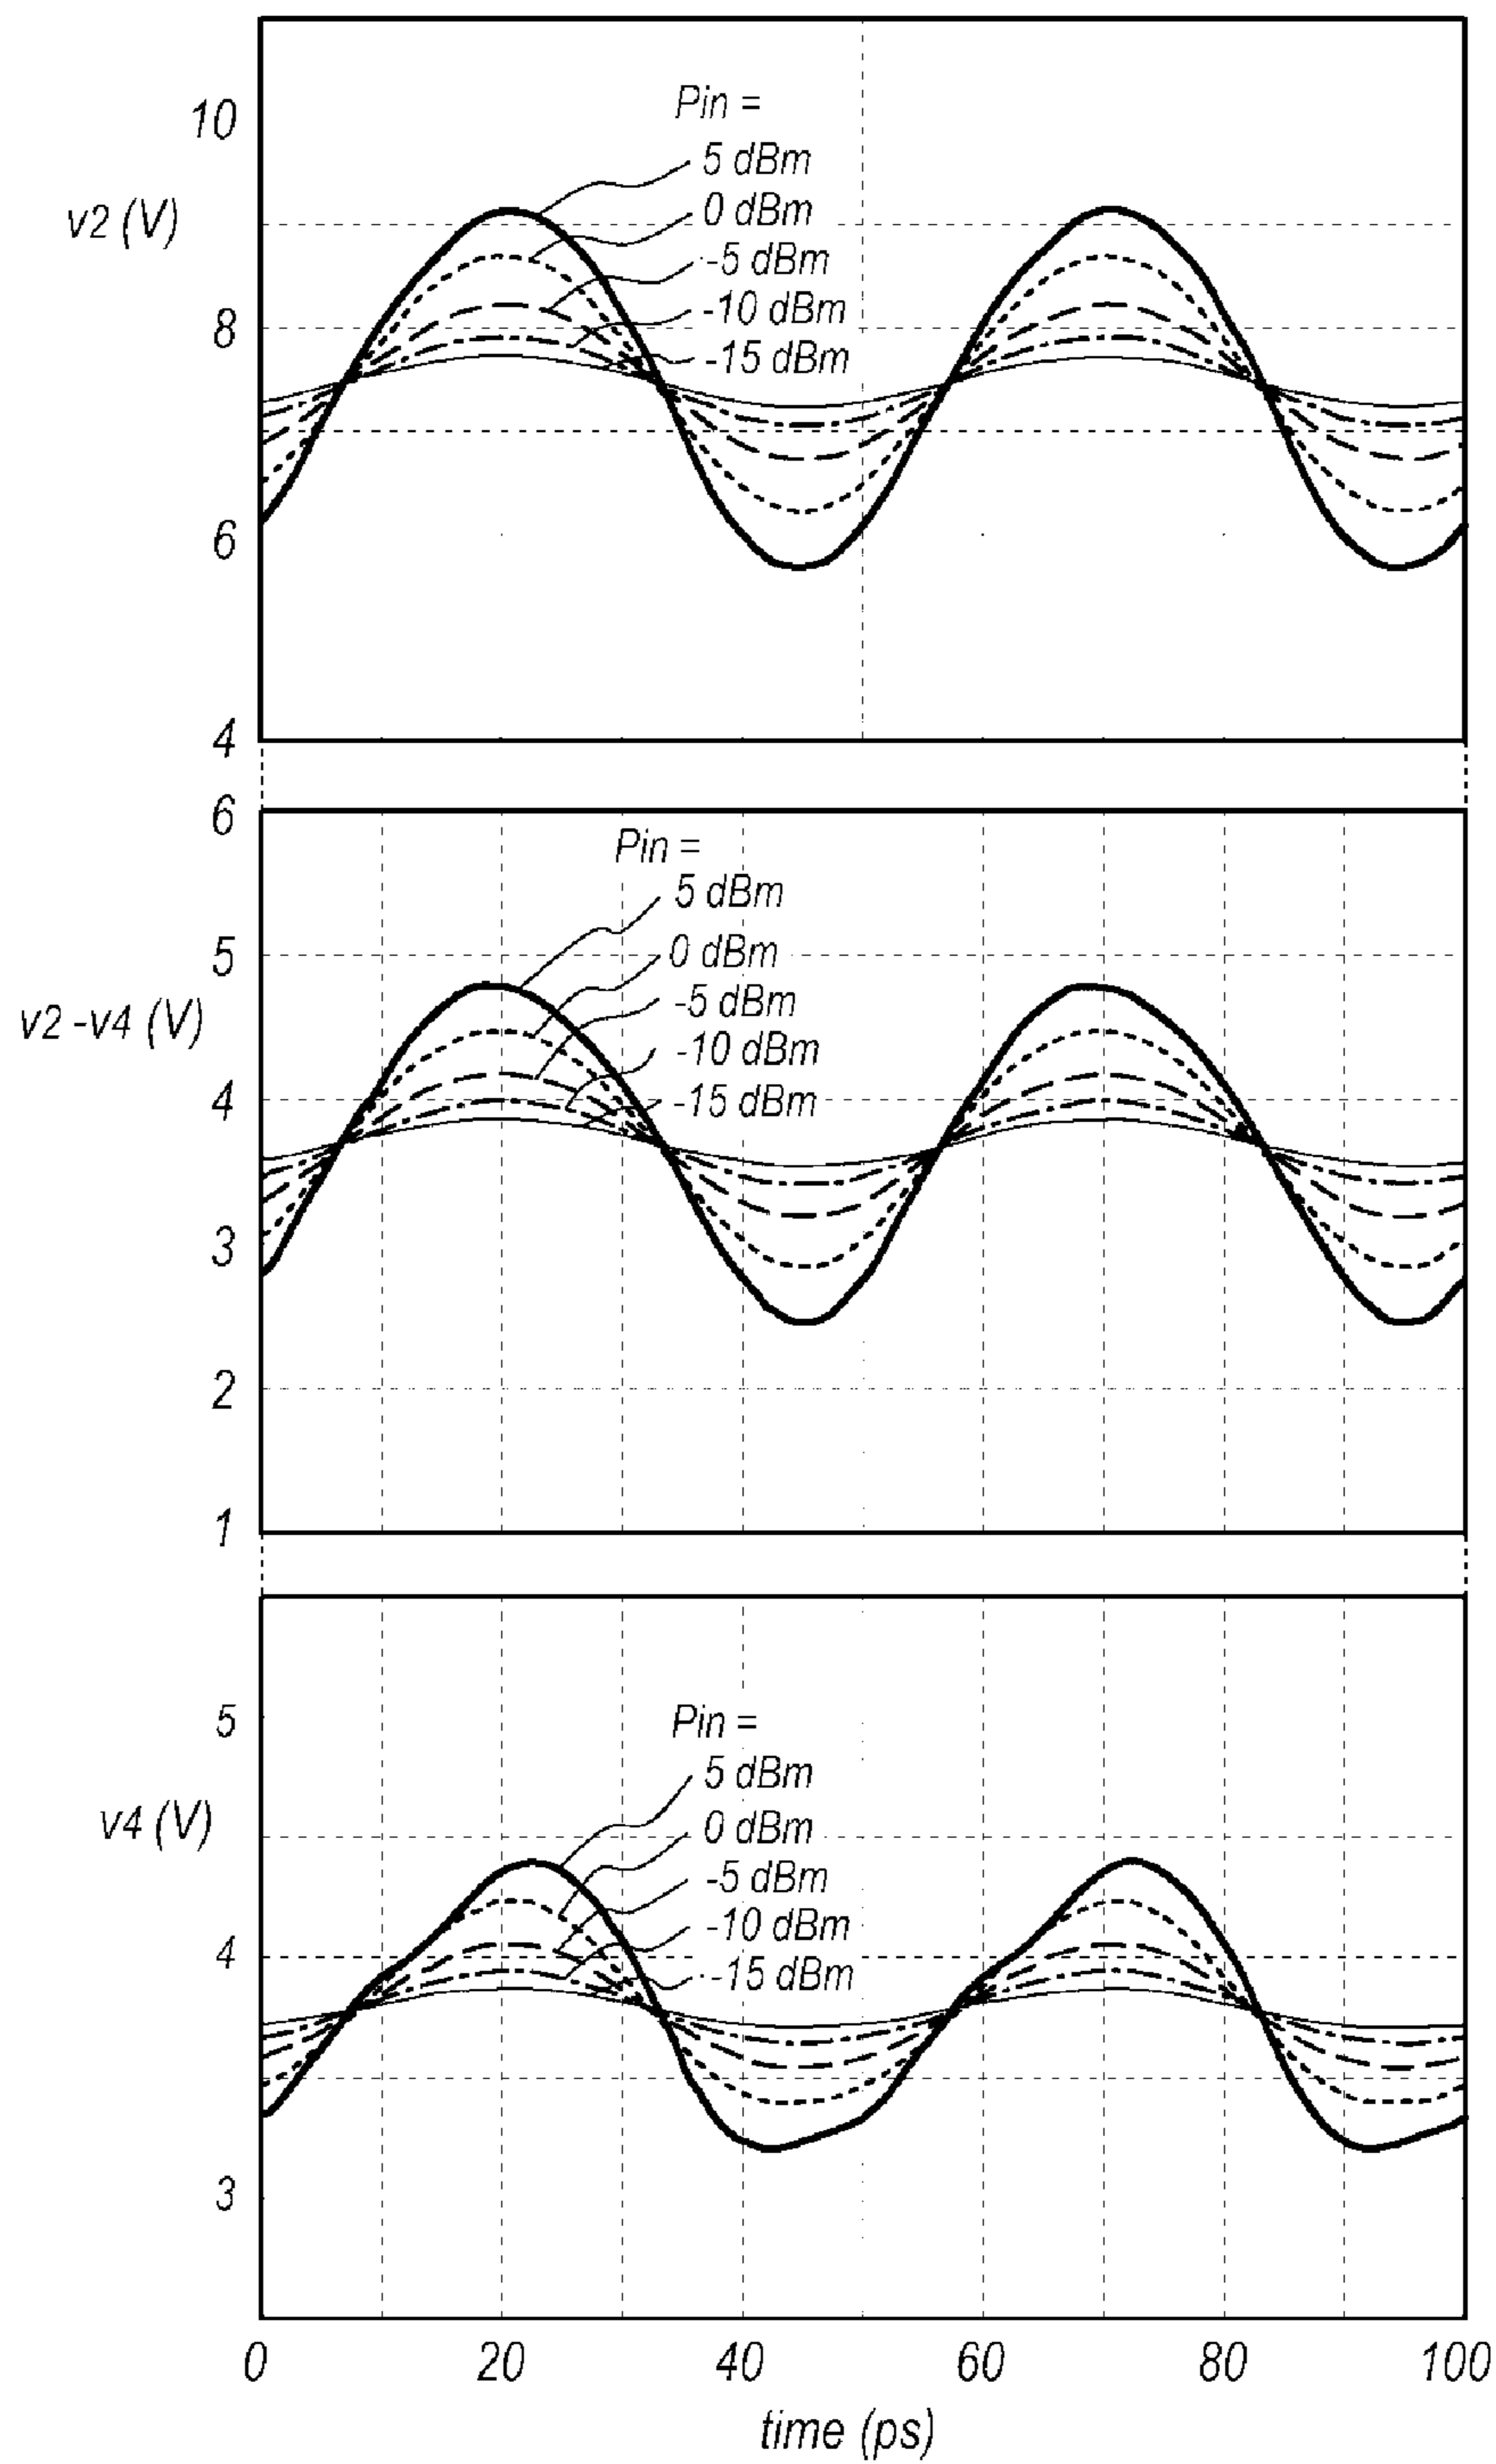 Pin =
10
5 dBm
v2 (V)
0 dBm
-5 dBm
-10 dBm
8
-15 dBm
6
4
6
Pin =
5 dBm
5
0 dBm
v2 -v4 (V)
-5 dBm
-10 dBm
4
-15 dBm
3
2
1
5
Pin =
5 dBm
v4 (V)
0 dBm
-5 dBm
-10 dBm
4
-15 dBm
3
0 20 40 60 80 100
time (ps)